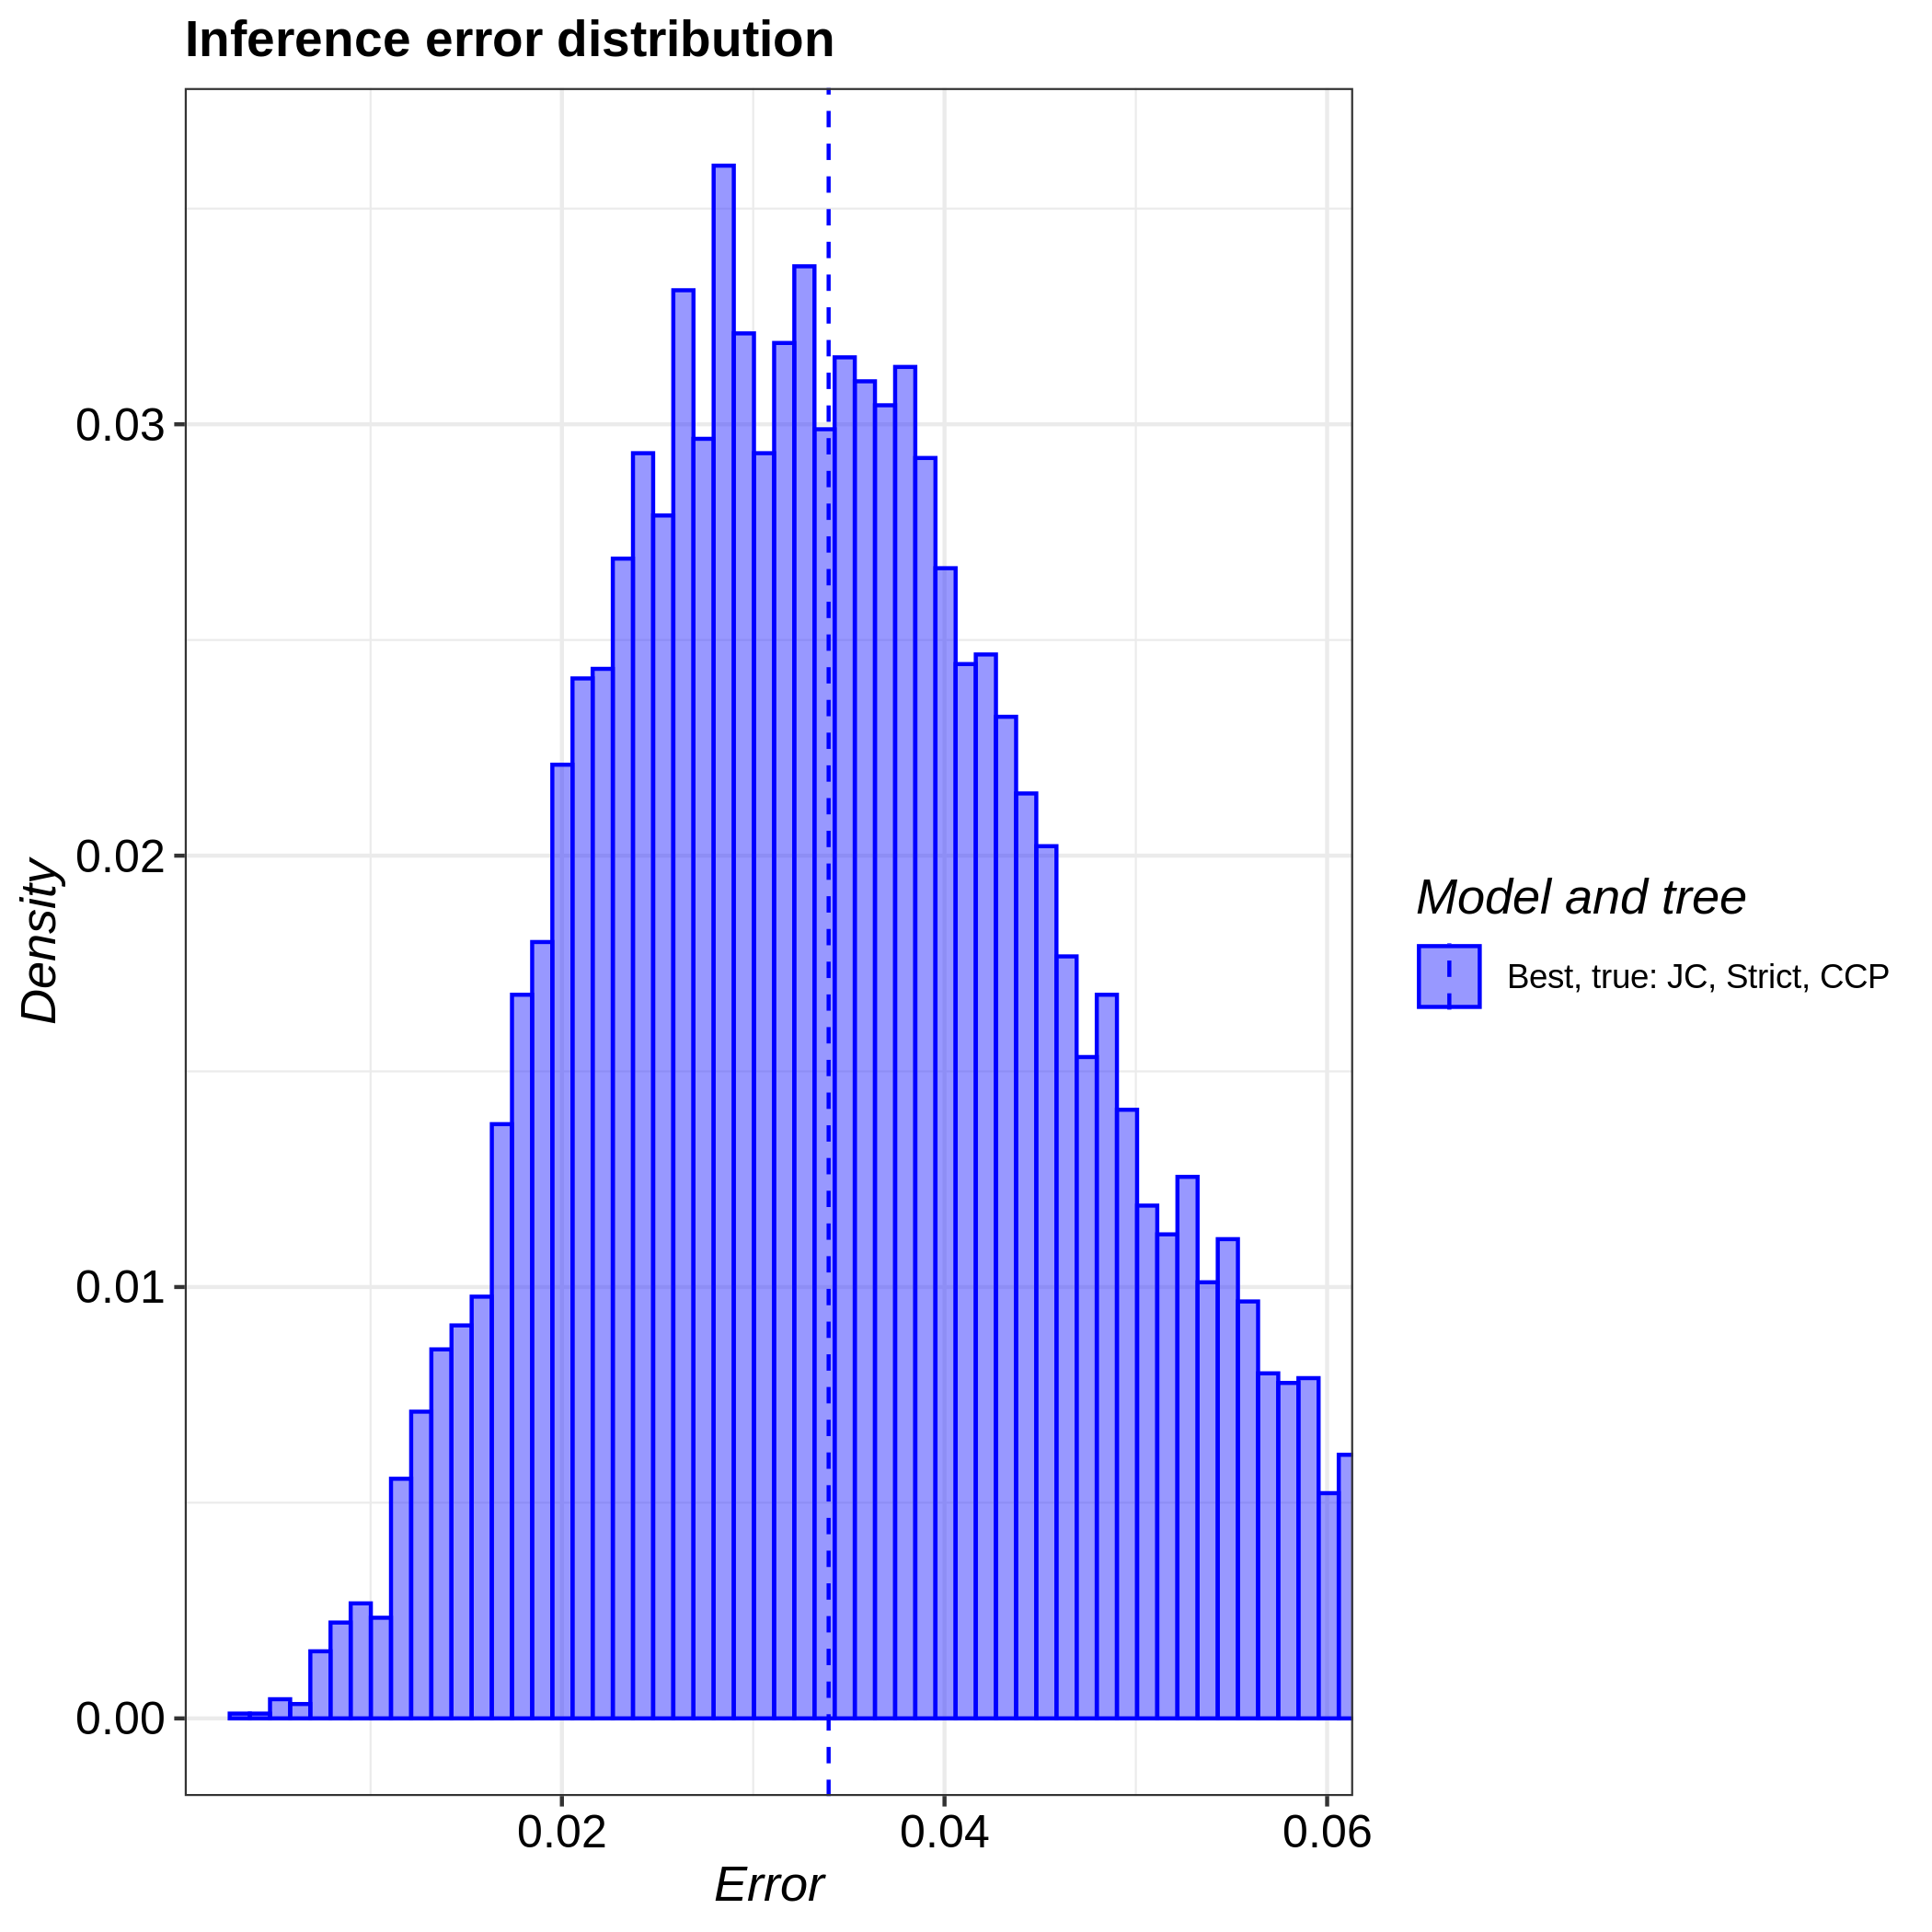 Inference error distribution
0.03
0.02
0.01
0.00
Density
0.02
0.04
0.06
Error
Model and tree
Best, true: JC, Strict, CCP